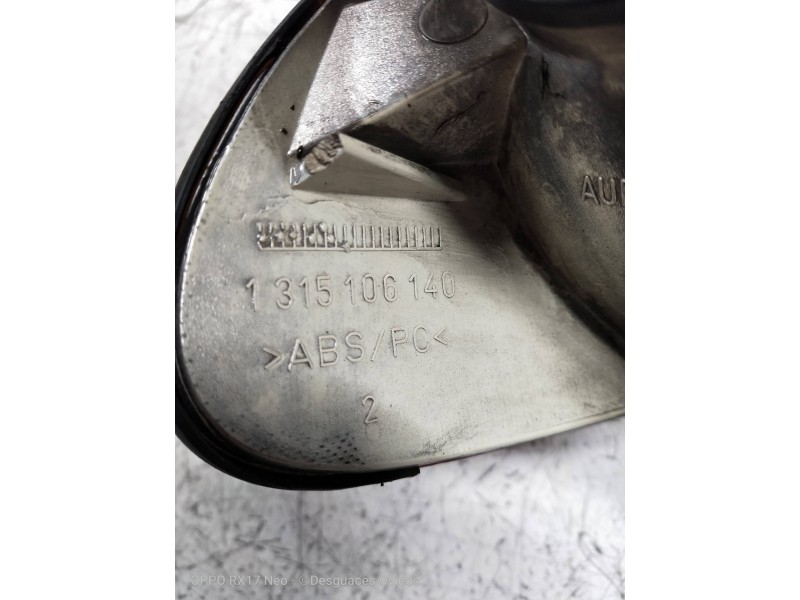 AU
1 315 106 140
>ABS/PC<
2
OPPO RX17 Neo · © Desguaces